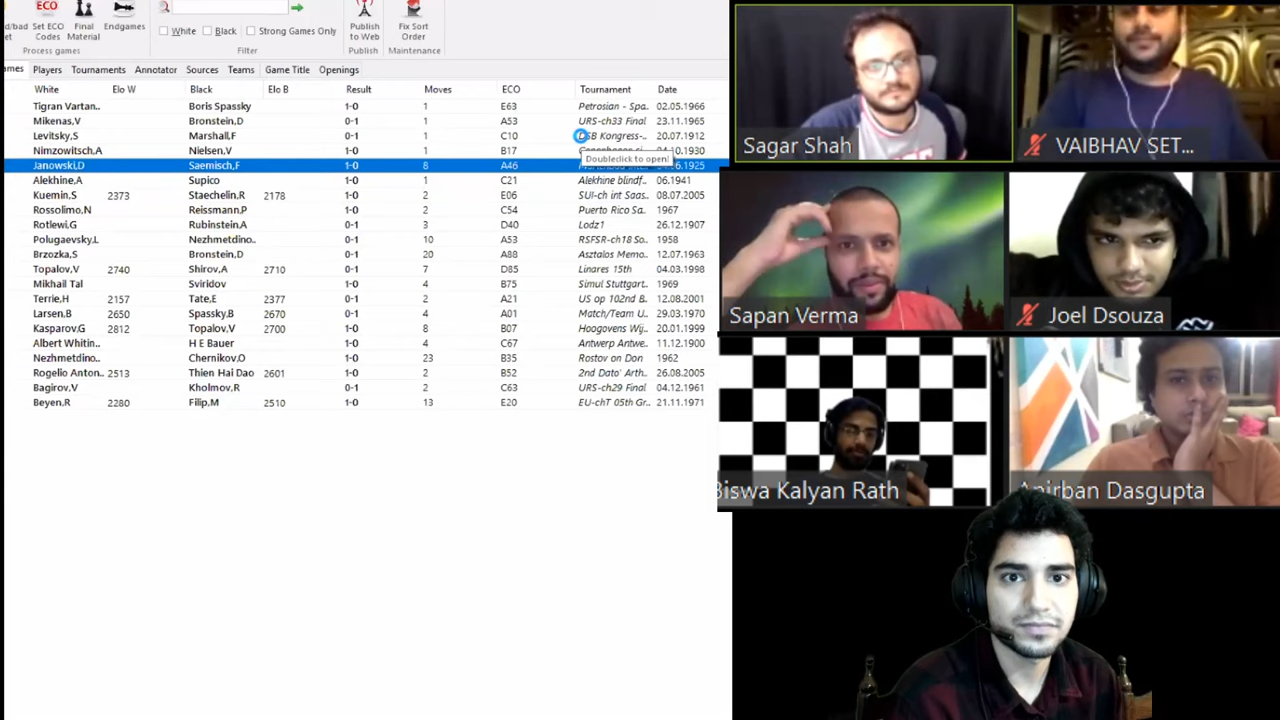 ECO
d/bad Set ECO Final Endgames
et Codes Material
Process games
White Black Strong Games Only
Filter
Publish
to Web
Publish
Fix Sort
Order
Maintenance
ames Players Tournaments Annotator Sources Teams Game Title Openings
White Elo W Black Elo B Result Moves ECO Tournament Date
Tigran Vartan.. Boris Spassky 1-0 1 E63 Petrosian - Spa.. 02.05.1966
Mikenas,V Bronstein,D 0-1 1 A53 URS-ch33 Final 23.11.1965
Levitsky,S Marshall,F 0-1 1 C10 DSB Kongress-.. 20.07.1912
Nimzowitsch,A Nielsen,V 1-0 1 B17 10.1930
Doubleclick to open!
Janowski,D Saemisch,F 1-0 8 A46 1925
Alekhine,A Supico 1-0 1 C21 Alekhine blindf.. 06.1941
Kuemin,S 2373 Staechelin,R 2178 1-0 2 E06 SUI-ch int Saas.. 08.07.2005
Rossolimo,N Reissmann,P 1-0 2 C54 Puerto Rico Sa.. 1967
Rotlewi,G Rubinstein,A 0-1 3 D40 Lodz1 26.12.1907
Polugaevsky,L Nezhmetdino.. 0-1 10 A53 RSFSR-ch18 So.. 1958
Brzozka,S Bronstein,D 0-1 20 A88 Asztalos Memo.. 12.07.1963
Topalov,V 2740 Shirov,A 2710 0-1 7 D85 Linares 15th 04.03.1998
Mikhail Tal Sviridov 1-0 4 B75 Simul Stuttgart.. 1969
Terrie,H 2157 Tate,E 2377 0-1 2 A21 US op 102nd B.. 12.08.2001
Larsen,B 2650 Spassky,B 2670 0-1 4 A01 Match/Team U.. 29.03.1970
Kasparov,G 2812 Topalov,V 2700 1-0 8 B07 Hoogovens Wij.. 20.01.1999
Albert Whitin.. H E Bauer 1-0 4 C67 Antwerp Antwe.. 11.12.1900
Nezhmetdino.. Chernikov,O 1-0 23 B35 Rostov on Don 1962
Rogelio Anton.. 2513 Thien Hai Dao 2601 1-0 2 B52 2nd Dato' Arth.. 26.08.2005
Bagirov,V Kholmov,R 0-1 2 C63 URS-ch29 Final 04.12.1961
Beyen,R 2280 Filip,M 2510 1-0 13 E20 EU-chT 05th Gr.. 21.11.1971
Sagar Shah
VAIBHAV SET...
Sapan Verma
Joel Dsouza
Biswa Kalyan Rath
Anirban Dasgupta